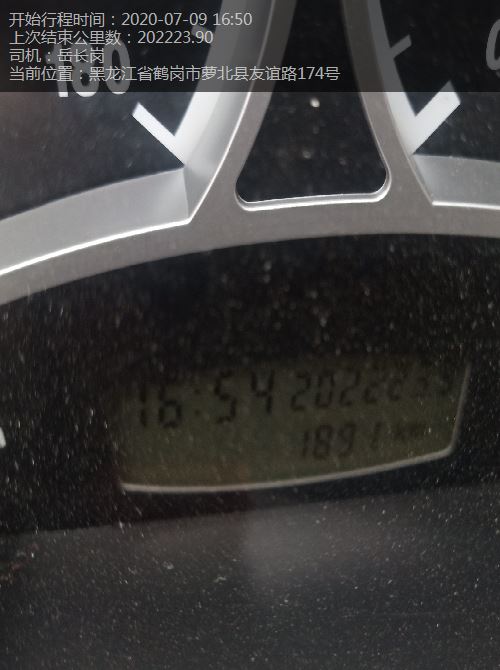 开始行程时间：2020-07-09 16:50
上次结束公里数：202223.90
司机：岳长岗
当前位置：黑龙江省鹤岗市萝北县友谊路174号
16:54
1891 km